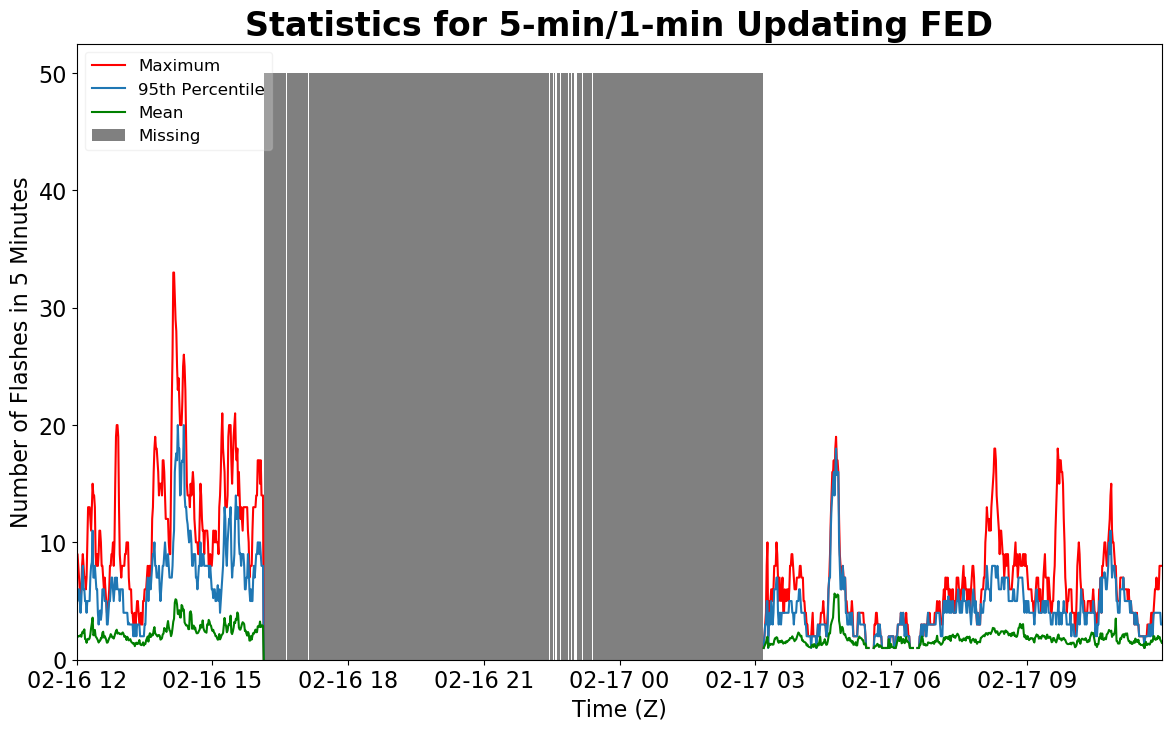 Statistics for 5-min/1-min Updating FED
Maximum
95th Percentile
Mean
Missing
Number of Flashes in 5 Minutes
50
40
30
20
10
0
02-16 12
02-16 15
02-16 18
02-16 21
02-17 00
02-17 03
02-17 06
02-17 09
Time (Z)